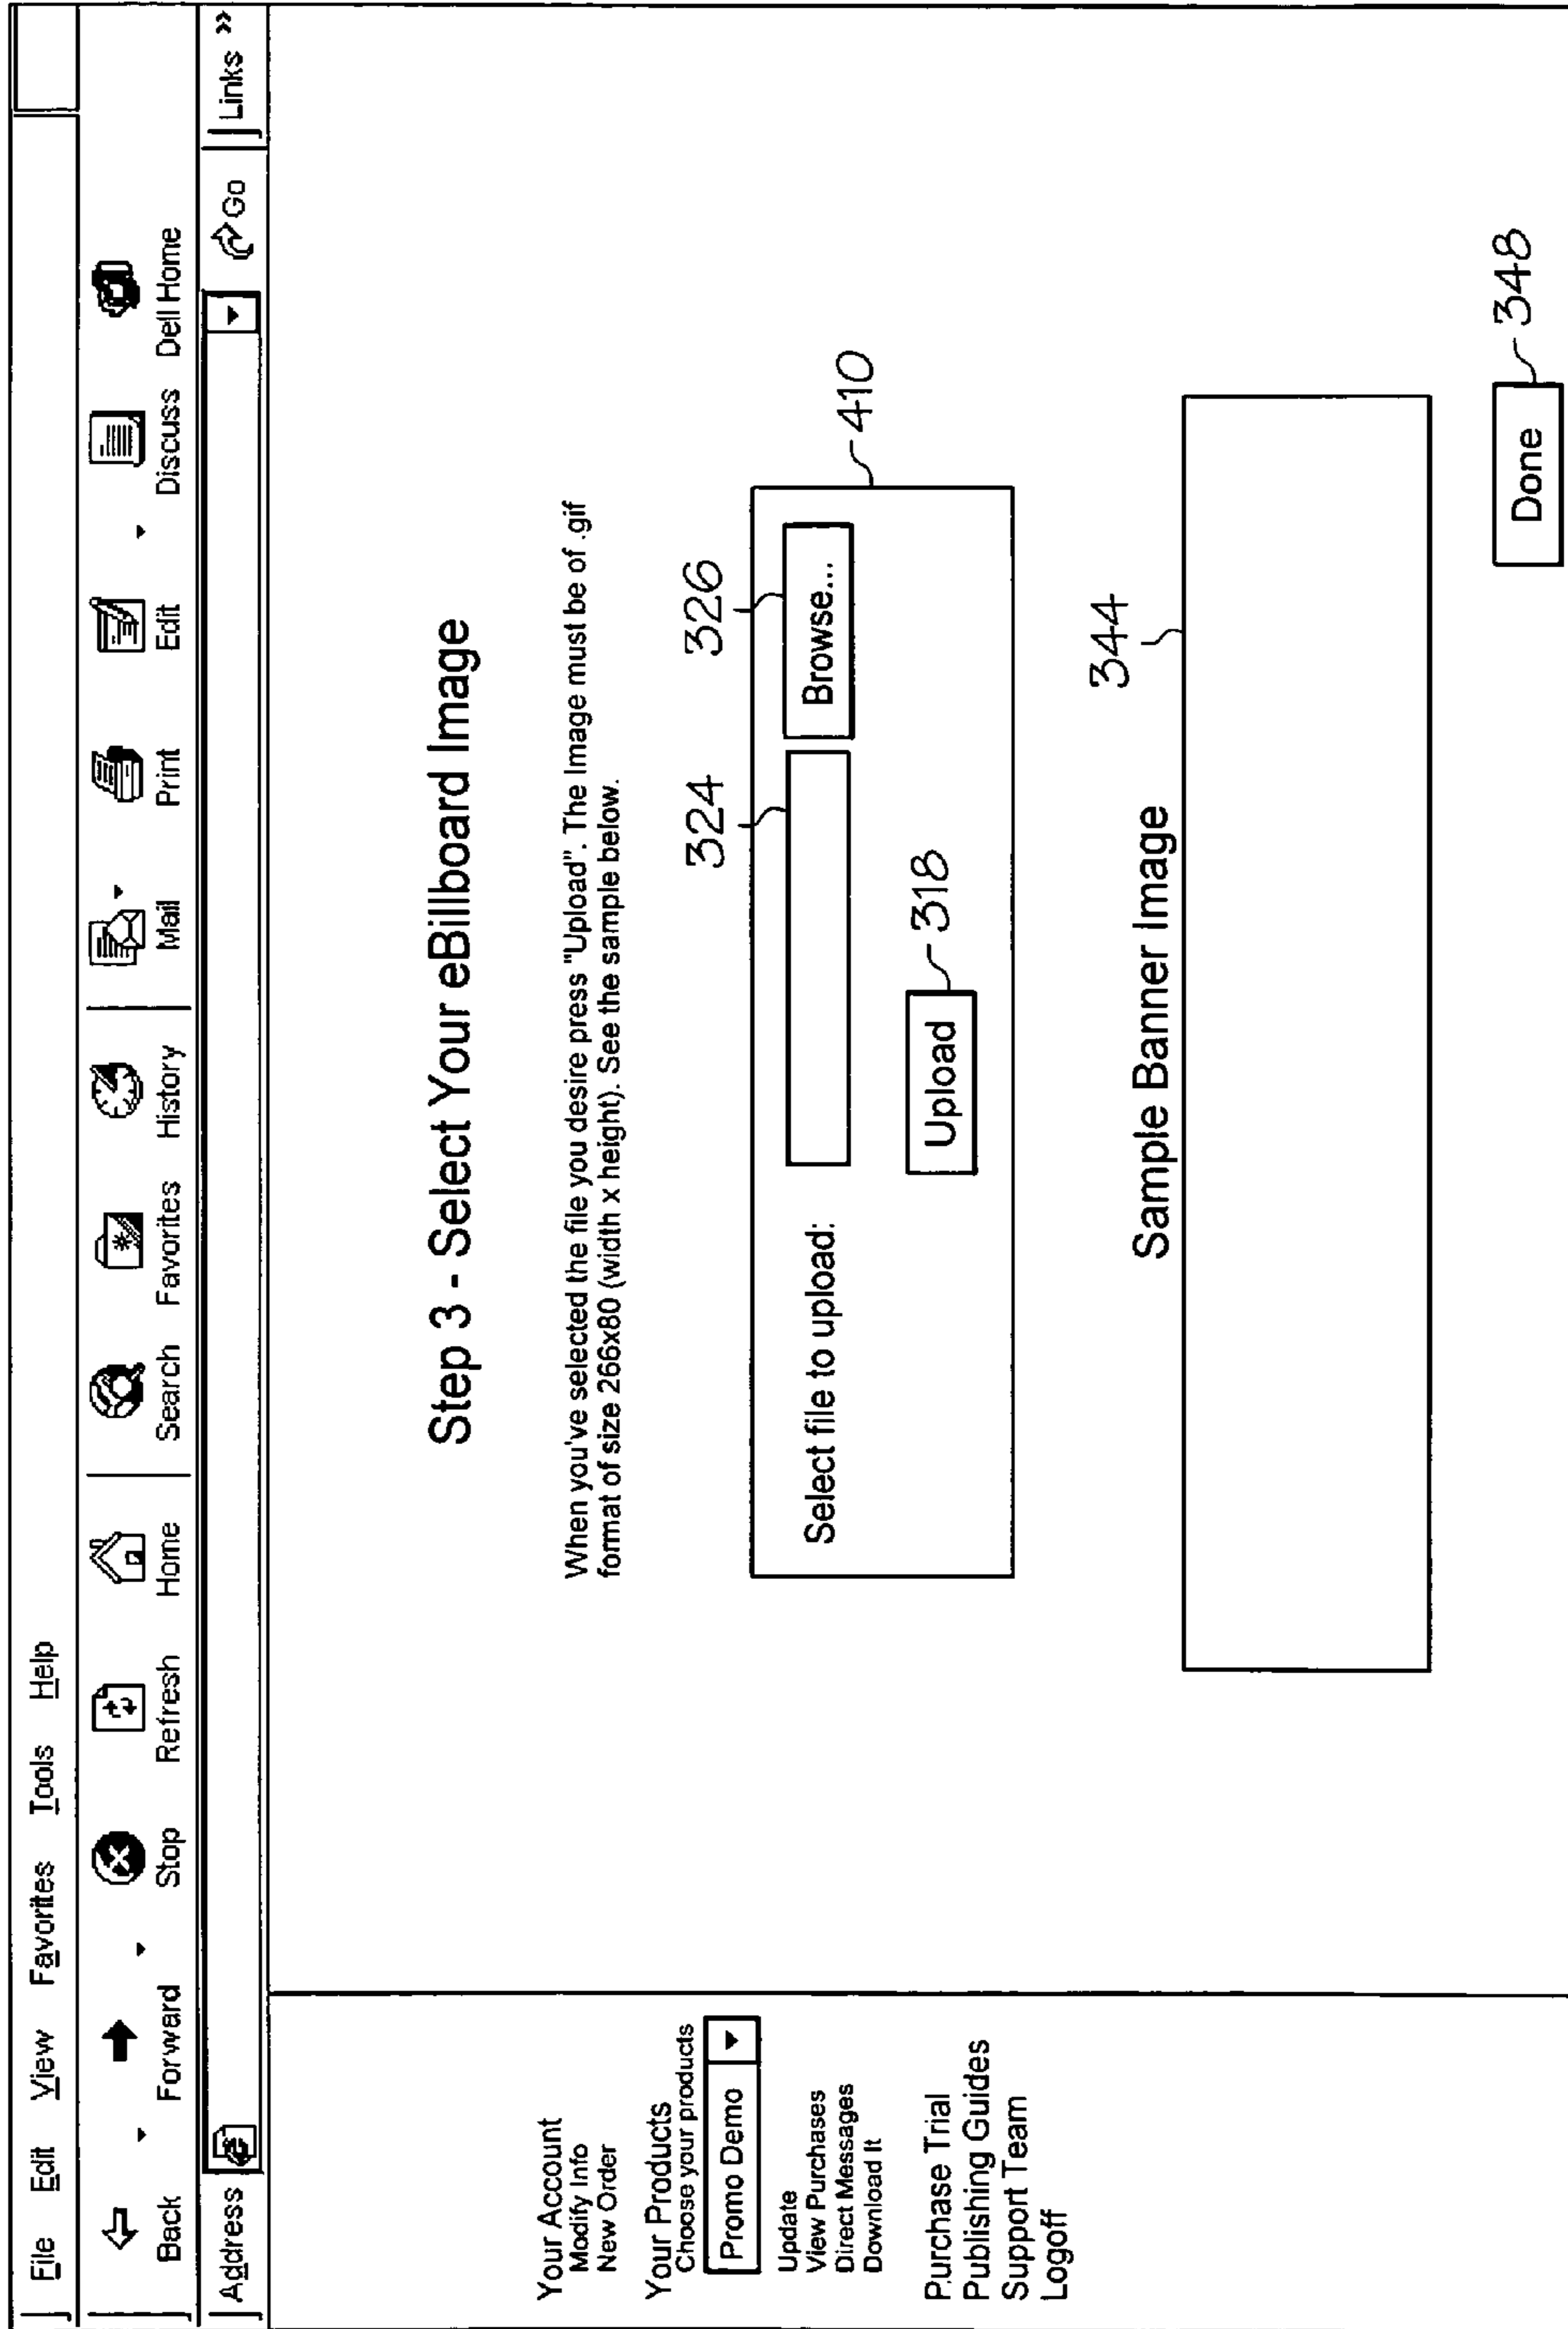 File Edit View Favorites Tools Help
Back Forward Stop Refresh Home Search Favorites History Mail Print Edit Discuss Dell Home
Address Go Links »
Your Account
Modify Info
New Order
Your Products
Choose your products
Promo Demo
Update
View Purchases
Direct Messages
Download It
Purchase Trial
Publishing Guides
Support Team
Logoff
Step 3 - Select Your eBillboard Image
When you've selected the file you desire press "Upload". The Image must be of .gif
format of size 266x80 (width x height). See the sample below.
324 326
Select file to upload: Browse...
410
Upload 318
344
Sample Banner Image
Done 348